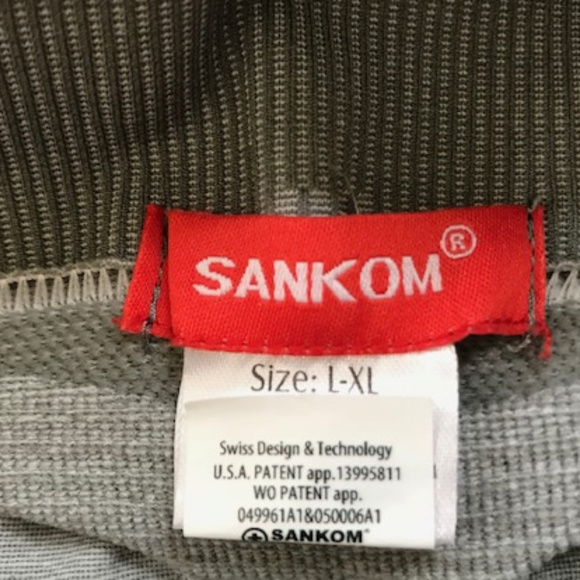 SANKOM®
Size: L-XL
Swiss Design & Technology
U.S.A. PATENT app.13995811
WO PATENT app.
049961A1&050006A1
SANKOM®